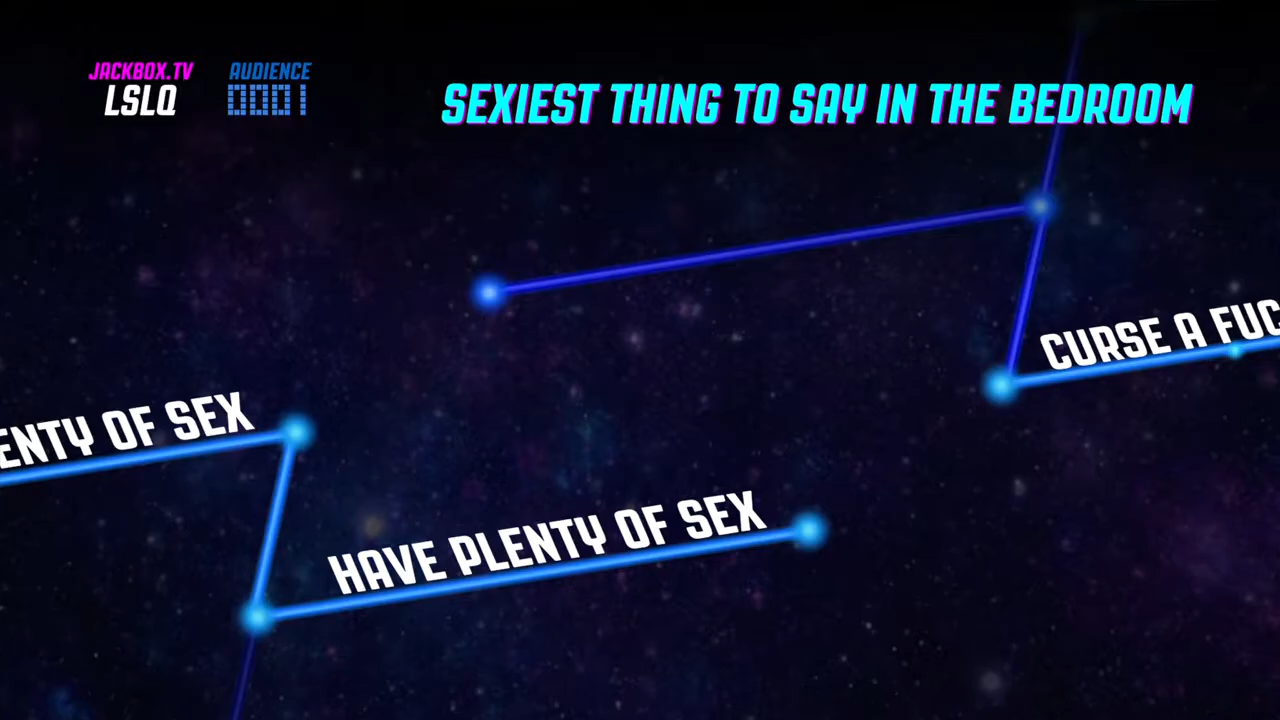 JACKBOX.TV
LSLQ
AUDIENCE
0001
SEXIEST THING TO SAY IN THE BEDROOM
CURSE A
OF SEX
HAVE PLENTY OF SEX